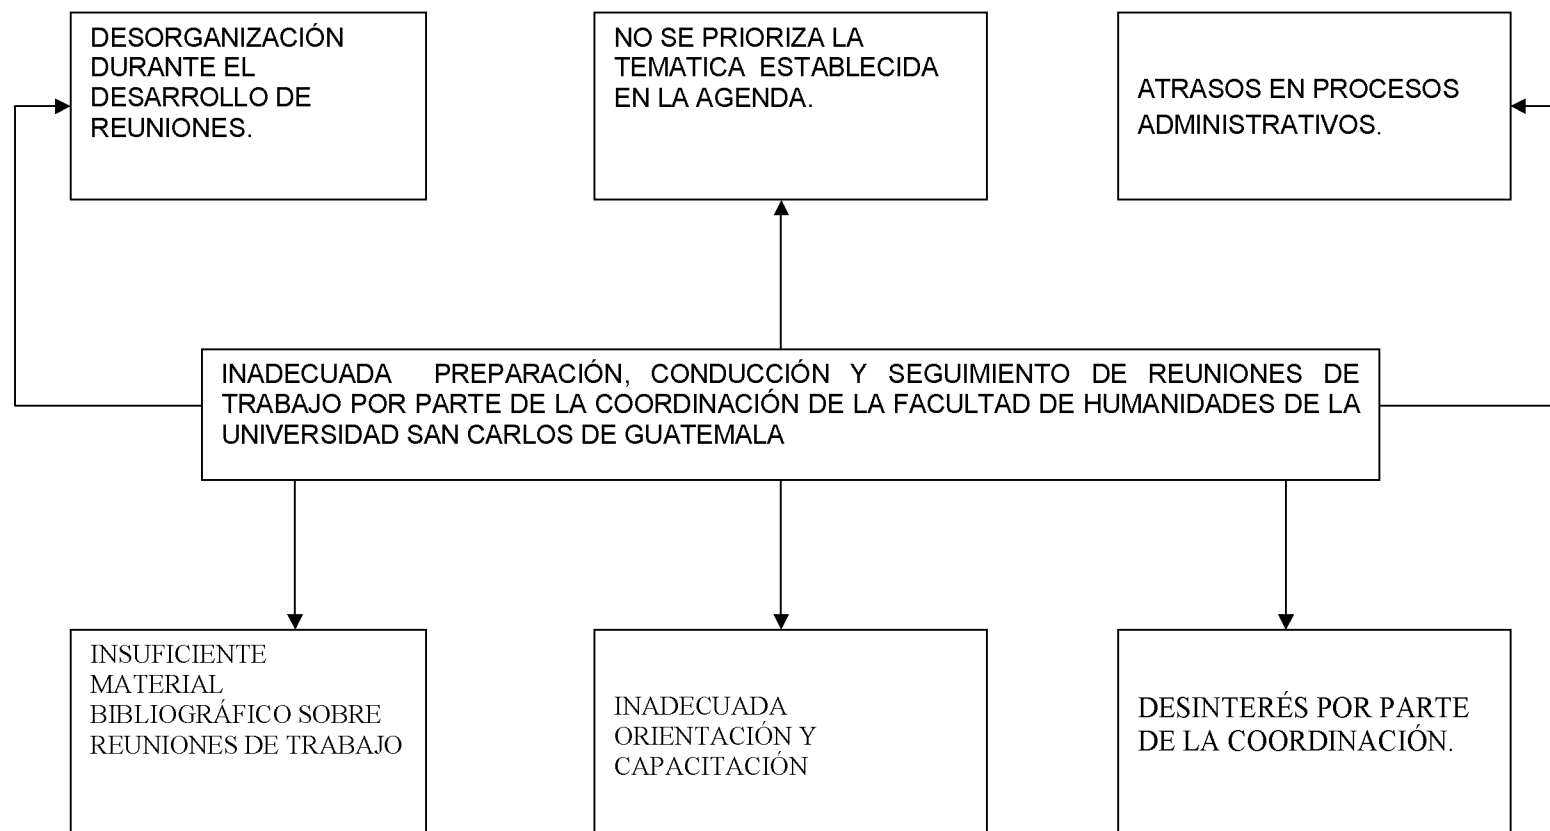 DESORGANIZACIÓN
DURANTE EL
DESARROLLO DE
REUNIONES.
NO SE PRIORIZA LA
TEMATICA ESTABLECIDA
EN LA AGENDA.
ATRASOS EN PROCESOS
ADMINISTRATIVOS.
INADECUADA PREPARACIÓN, CONDUCCIÓN Y SEGUIMIENTO DE REUNIONES DE
TRABAJO POR PARTE DE LA COORDINACIÓN DE LA FACULTAD DE HUMANIDADES DE LA
UNIVERSIDAD SAN CARLOS DE GUATEMALA
INSUFICIENTE
MATERIAL
BIBLIOGRÁFICO SOBRE
REUNIONES DE TRABAJO
INADECUADA
ORIENTACIÓN Y
CAPACITACIÓN
DESINTERÉS POR PARTE
DE LA COORDINACIÓN.